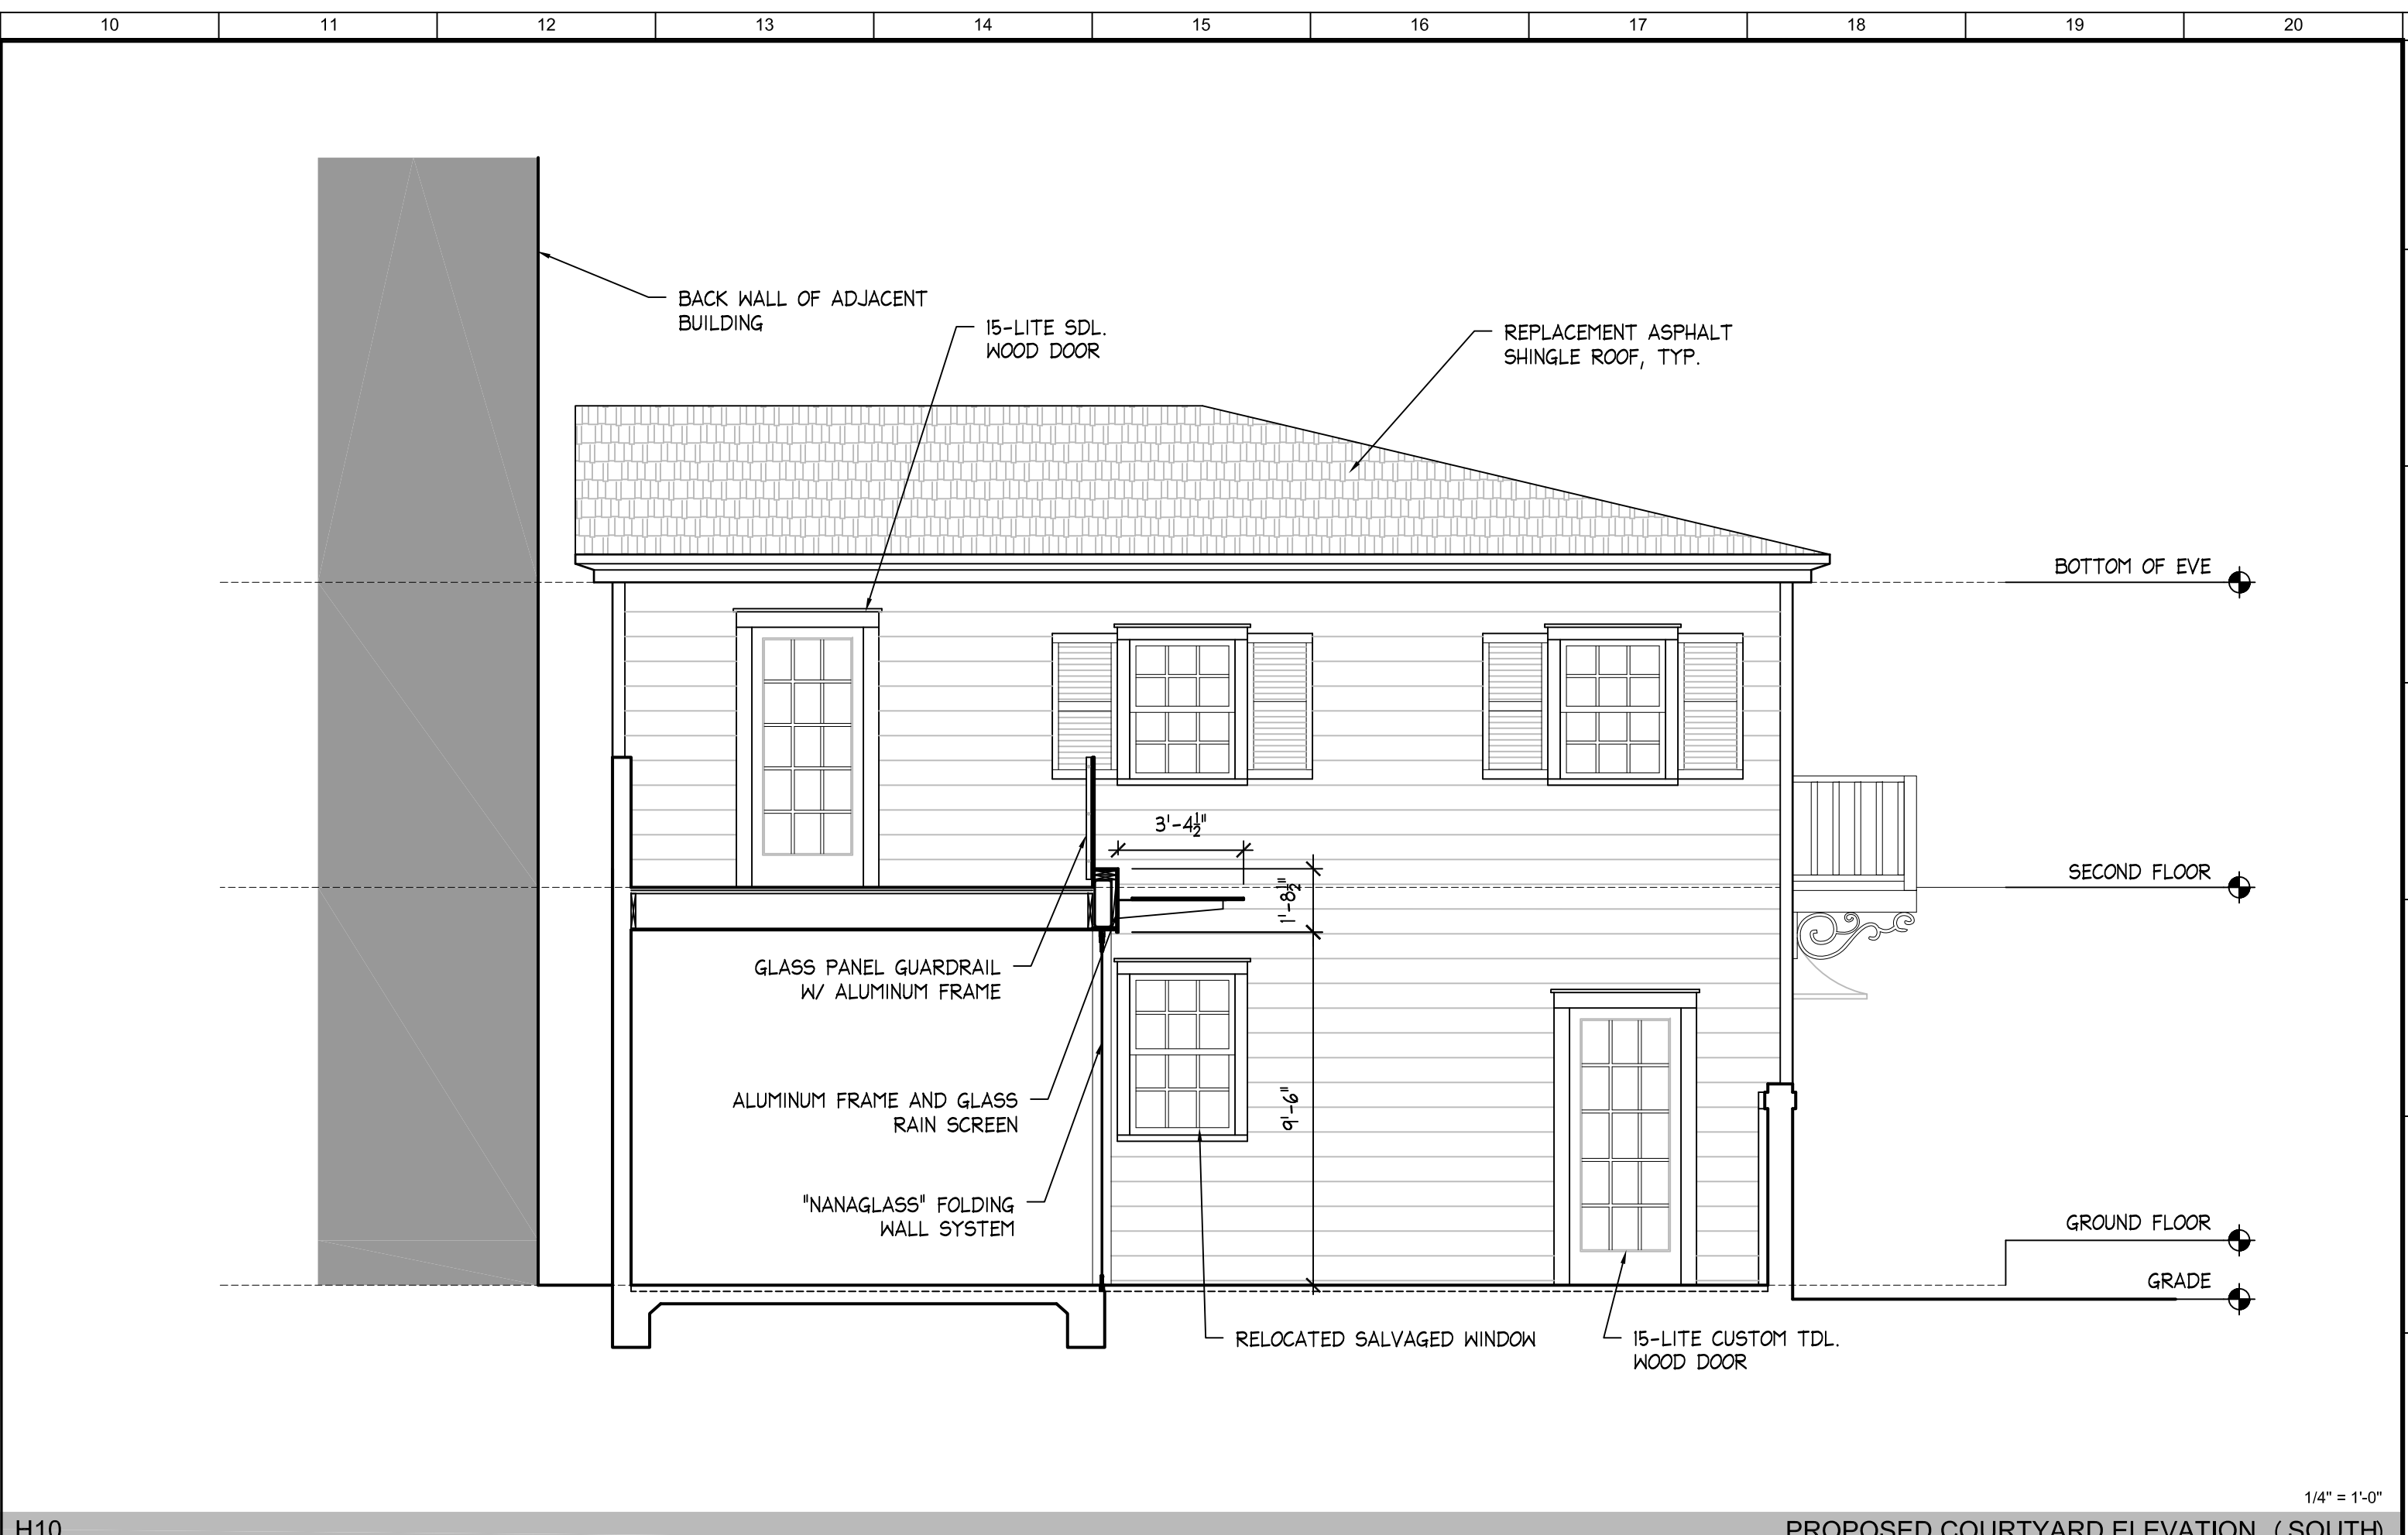 10 11 12 13 14 15 16 17 18 19 20
BACK WALL OF ADJACENT
BUILDING
15-LITE SDL.
WOOD DOOR
REPLACEMENT ASPHALT
SHINGLE ROOF, TYP.
BOTTOM OF EVE
3'-4½"
1'-8½"
SECOND FLOOR
GLASS PANEL GUARDRAIL
W/ ALUMINUM FRAME
ALUMINUM FRAME AND GLASS
RAIN SCREEN
9'-6"
"NANAGLASS" FOLDING
WALL SYSTEM
GROUND FLOOR
GRADE
RELOCATED SALVAGED WINDOW
15-LITE CUSTOM TDL.
WOOD DOOR
1/4" = 1'-0"
H10
PROPOSED COURTYARD ELEVATION (SOUTH)